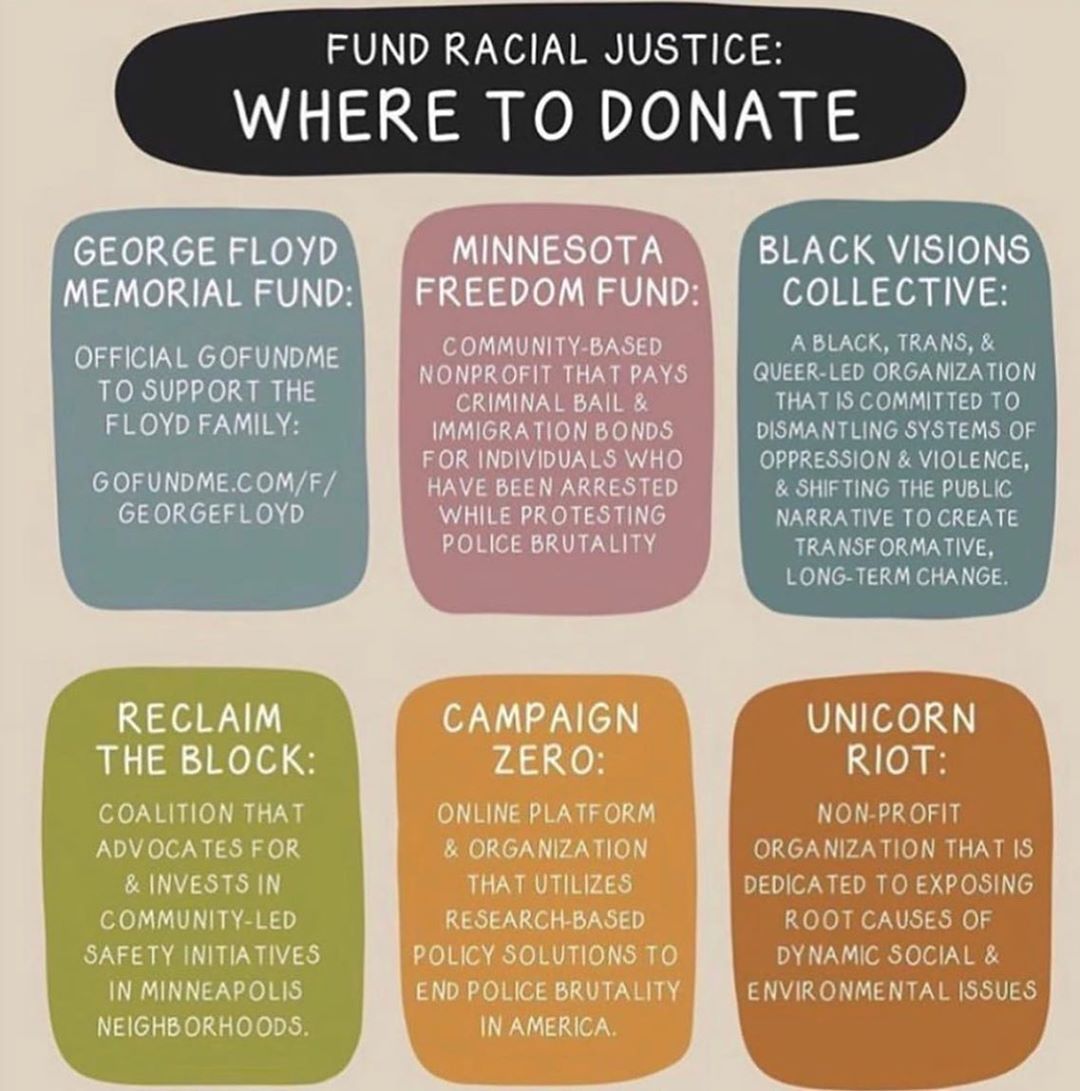 FUND RACIAL JUSTICE:
WHERE TO DONATE
GEORGE FLOYD
MEMORIAL FUND:
OFFICIAL GOFUNDME
TO SUPPORT THE
FLOYD FAMILY:
GOFUNDME.COM/F/
GEORGEFLOYD
MINNESOTA
FREEDOM FUND:
COMMUNITY-BASED
NONPROFIT THAT PAYS
CRIMINAL BAIL &
IMMIGRATION BONDS
FOR INDIVIDUALS WHO
HAVE BEEN ARRESTED
WHILE PROTESTING
POLICE BRUTALITY
BLACK VISIONS
COLLECTIVE:
A BLACK, TRANS, &
QUEER-LED ORGANIZATION
THAT IS COMMITTED TO
DISMANTLING SYSTEMS OF
OPPRESSION & VIOLENCE,
& SHIFTING THE PUBLIC
NARRATIVE TO CREATE
TRANSFORMATIVE,
LONG-TERM CHANGE.
RECLAIM
THE BLOCK:
COALITION THAT
ADVOCATES FOR
& INVESTS IN
COMMUNITY-LED
SAFETY INITIATIVES
IN MINNEAPOLIS
NEIGHBORHOODS.
CAMPAIGN
ZERO:
ONLINE PLATFORM
& ORGANIZATION
THAT UTILIZES
RESEARCH-BASED
POLICY SOLUTIONS TO
END POLICE BRUTALITY
IN AMERICA.
UNICORN
RIOT:
NON-PROFIT
ORGANIZATION THAT IS
DEDICATED TO EXPOSING
ROOT CAUSES OF
DYNAMIC SOCIAL &
ENVIRONMENTAL ISSUES